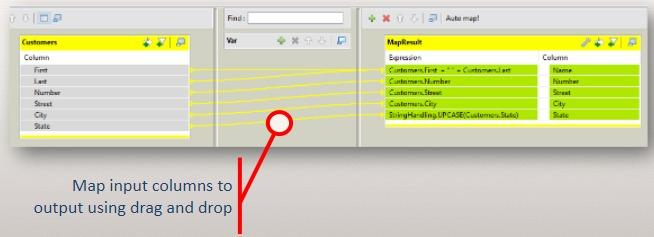 Find :
Auto map!
Customers
Column
First
Last
Number
Street
City
State
Var
MapResult
Expression Column
Customers.First + " " + Customers.Last Name
Customers.Number Number
Customers.Street Street
Customers.City City
StringHandling.UPCASE(Customers.State) State
Map input columns to
output using drag and drop